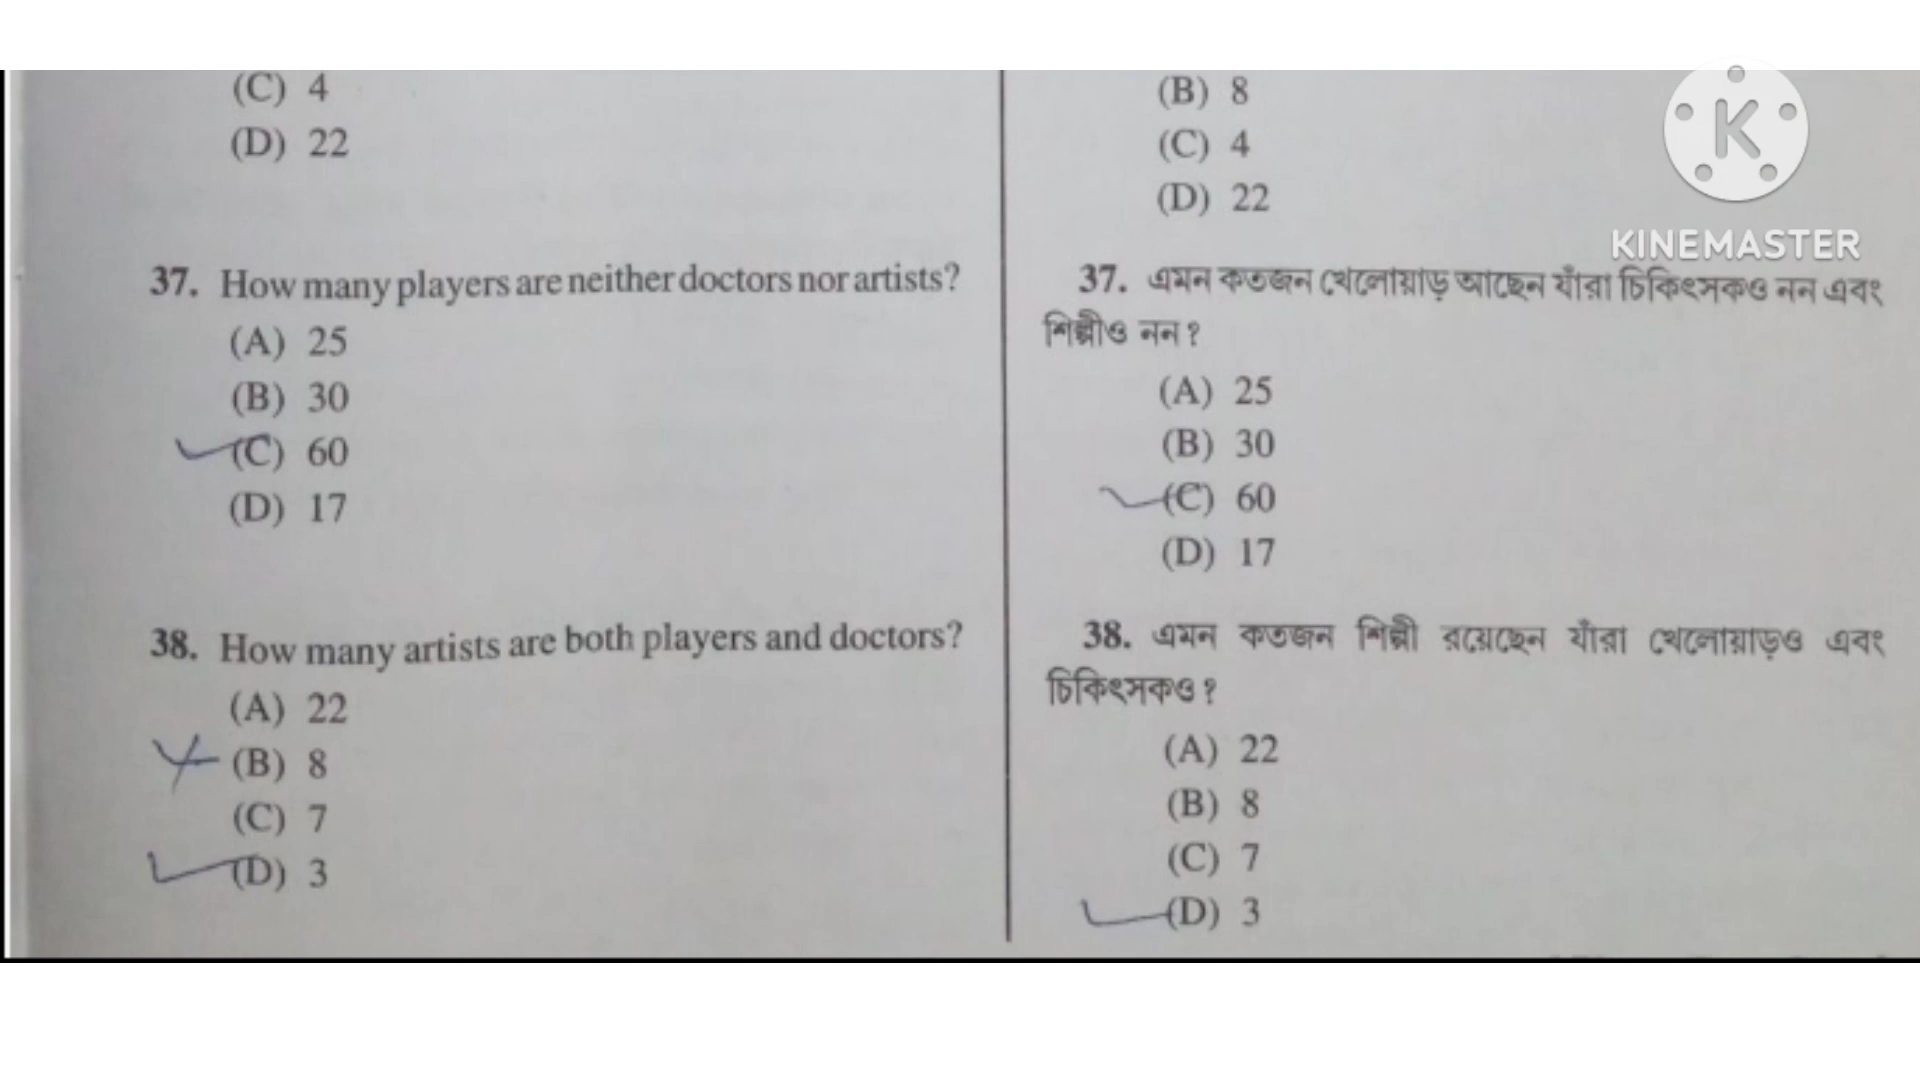 (C) 4
(D) 22
37. How many players are neither doctors nor artists?
(A) 25
(B) 30
(C) 60
(D) 17
38. How many artists are both players and doctors?
(A) 22
(B) 8
(C) 7
(D) 3
(B) 8
(C) 4
(D) 22
37. এমন কতজন খেলোয়াড় আছেন যাঁরা চিকিৎসকও নন এবং
শিল্পীও নন?
(A) 25
(B) 30
(C) 60
(D) 17
38. এমন কতজন শিল্পী রয়েছেন যাঁরা খেলোয়াড়ও এবং
চিকিৎসকও?
(A) 22
(B) 8
(C) 7
(D) 3
K
KINEMASTER